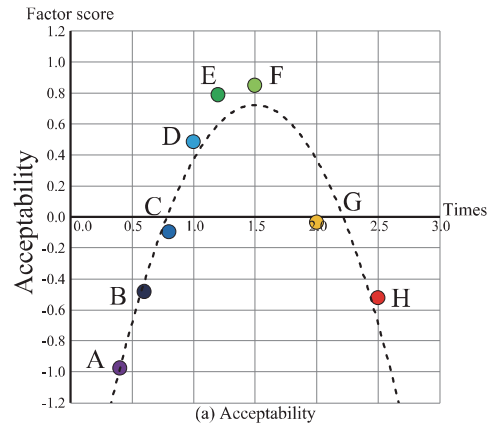 Factor score
1.2
1.0
0.8
0.6
0.4
0.2
0.0
-0.2
-0.4
-0.6
-0.8
-1.0
-1.2
Acceptability
0.0 0.5 1.0 1.5 2.0 2.5 3.0
Times
A
B
C
D
E
F
G
H
(a) Acceptability